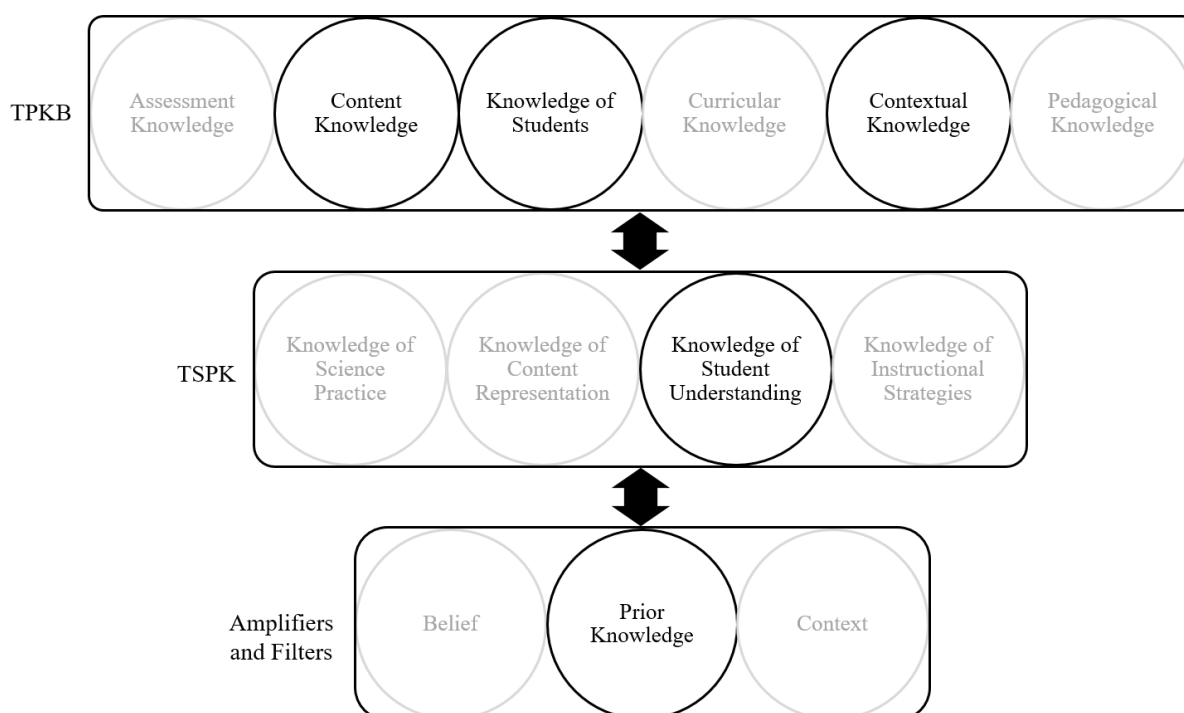 TPKB
Assessment
Knowledge
Content
Knowledge
Knowledge of
Students
Curricular
Knowledge
Contextual
Knowledge
Pedagogical
Knowledge
TSPK
Knowledge of
Science
Practice
Knowledge of
Content
Representation
Knowledge of
Student
Understanding
Knowledge of
Instructional
Strategies
Amplifiers
and Filters
Belief
Prior
Knowledge
Context